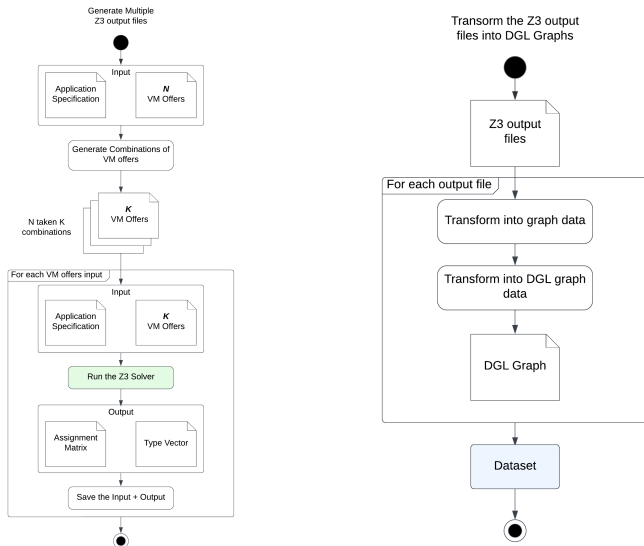 Generate Multiple
Z3 output files
Input
Application
Specification
N
VM Offers
Generate Combinations of
VM offers
N taken K
combinations
K
VM Offers
For each VM offers input
Input
Application
Specification
K
VM Offers
Run the Z3 Solver
Output
Assignment
Matrix
Type Vector
Save the Input + Output
Transorm the Z3 output
files into DGL Graphs
Z3 output
files
For each output file
Transform into graph data
Transform into DGL graph
data
DGL Graph
Dataset